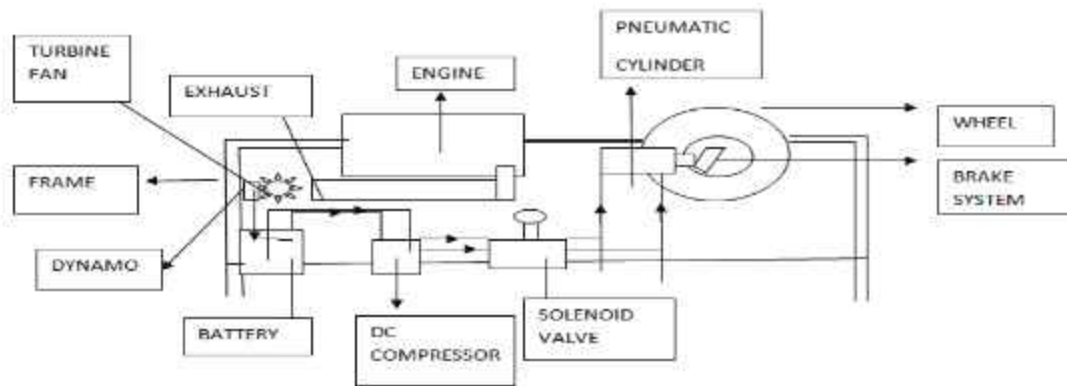 TURBINE
FAN
EXHAUST
ENGINE
PNEUMATIC
CYLINDER
WHEEL
BRAKE
SYSTEM
FRAME
DYNAMO
BATTERY
DC
COMPRESSOR
SOLENOID
VALVE